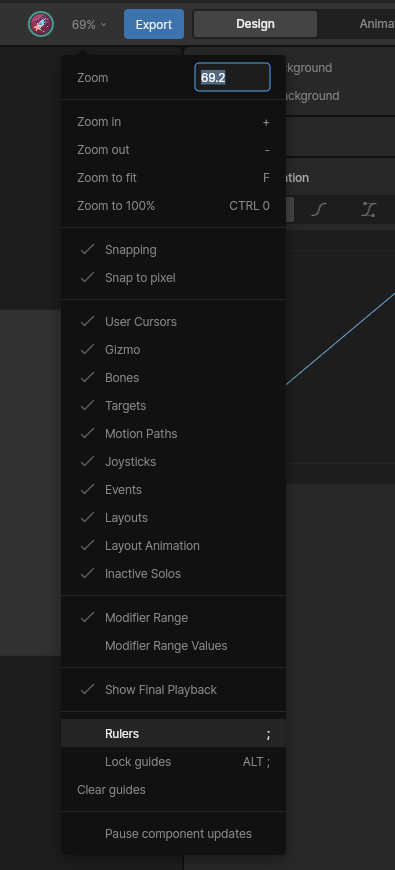 69% Export Design Anima
Zoom 69.2 kground
ackground
Zoom in +
Zoom out -
Zoom to fit F ation
Zoom to 100% CTRL 0
Snapping
Snap to pixel
User Cursors
Gizmo
Bones
Targets
Motion Paths
Joysticks
Events
Layouts
Layout Animation
Inactive Solos
Modifier Range
Modifier Range Values
Show Final Playback
Rulers ;
Lock guides ALT ;
Clear guides
Pause component updates